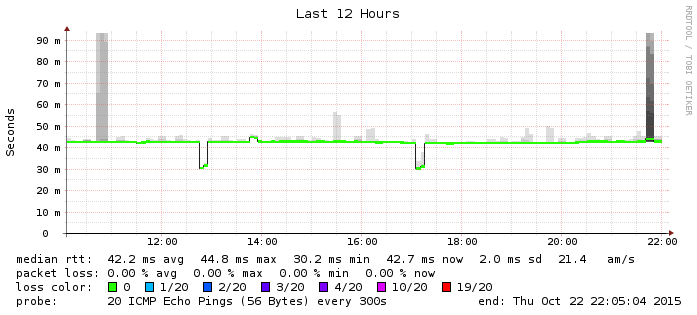 Last 12 Hours
RRDTOOL / TOBI OETIKER
Seconds
90 m
80 m
70 m
60 m
50 m
40 m
30 m
20 m
10 m
0
12:00 14:00 16:00 18:00 20:00 22:00
median rtt: 42.2 ms avg 44.8 ms max 30.2 ms min 42.7 ms now 2.0 ms sd 21.4 am/s
packet loss: 0.00 % avg 0.00 % max 0.00 % min 0.00 % now
loss color: 0 1/20 2/20 3/20 4/20 10/20 19/20
probe: 20 ICMP Echo Pings (56 Bytes) every 300s end: Thu Oct 22 22:05:04 2015